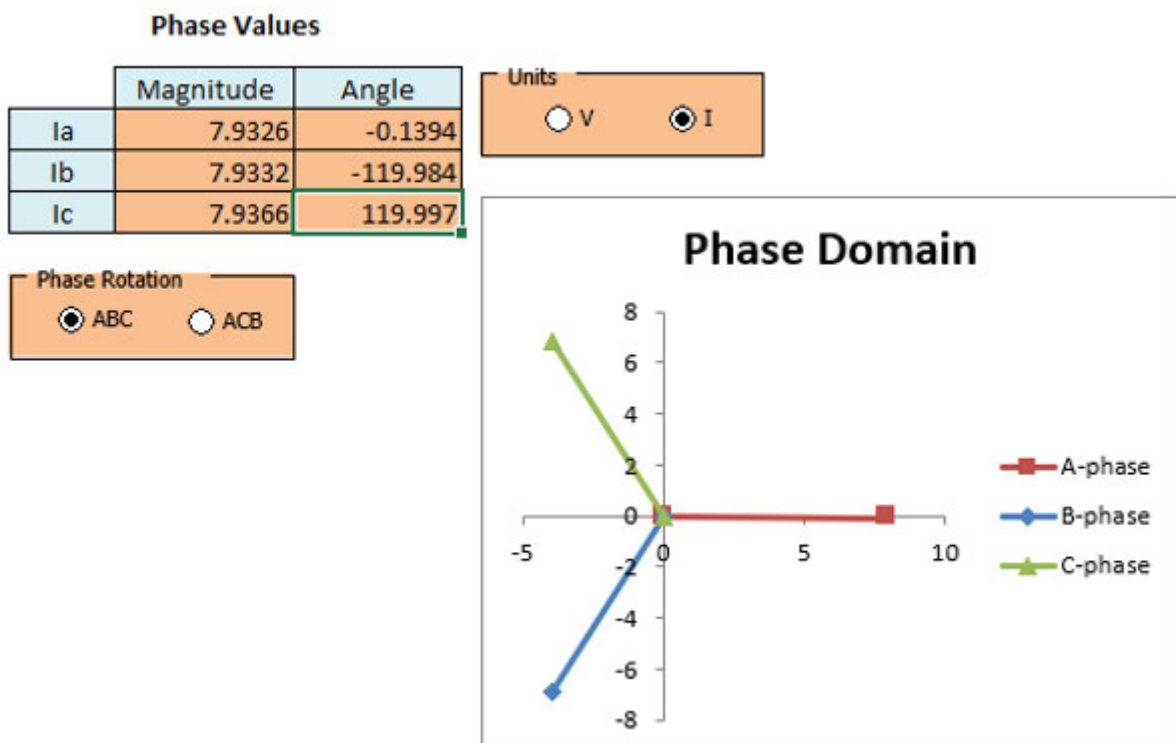 Phase Values
Magnitude Angle
Ia 7.9326 -0.1394
Ib 7.9332 -119.984
Ic 7.9366 119.997
Units
V I
Phase Rotation
ABC ACB
Phase Domain
8
6
4
2
0
-2
-4
-6
-8
-5 0 5 10
A-phase
B-phase
C-phase